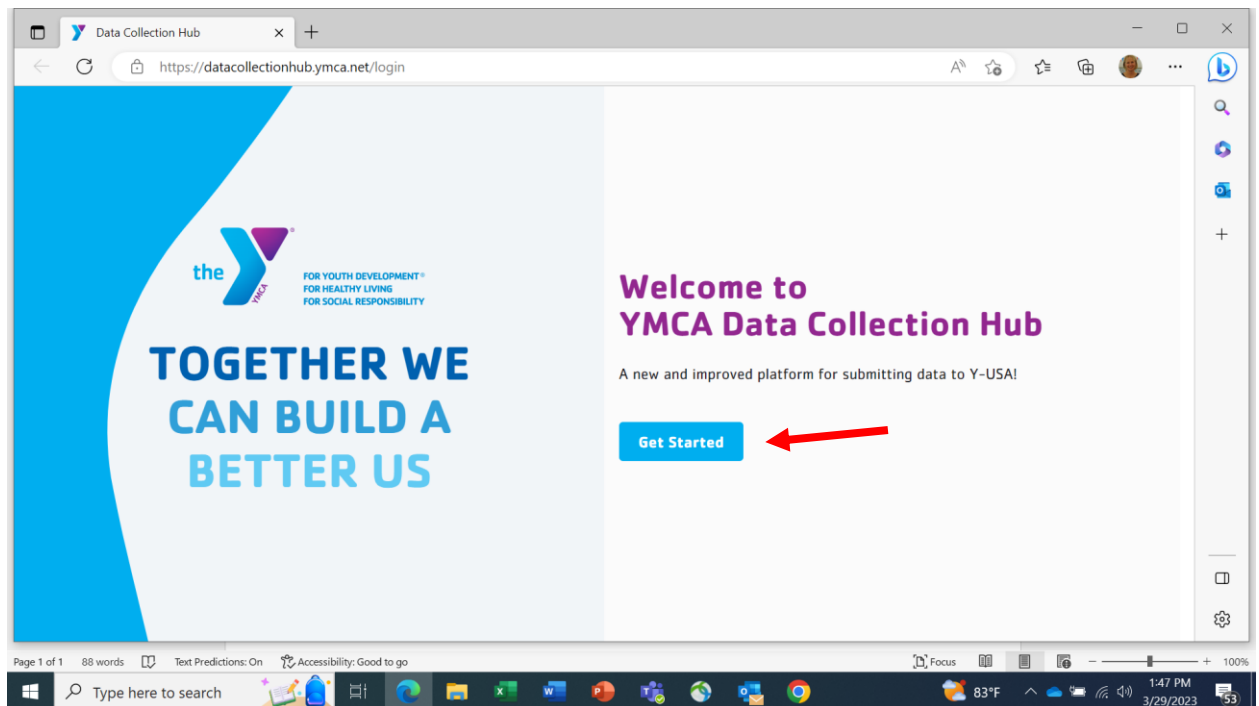 Data Collection Hub
https://datacollectionhub.ymca.net/login
the
YMCA
FOR YOUTH DEVELOPMENT®
FOR HEALTHY LIVING
FOR SOCIAL RESPONSIBILITY
TOGETHER WE
CAN BUILD A
BETTER US
Welcome to
YMCA Data Collection Hub
A new and improved platform for submitting data to Y-USA!
Get Started
Page 1 of 1 88 words Text Predictions: On Accessibility: Good to go Focus 100%
Type here to search 83°F 1:47 PM
3/29/2023 53